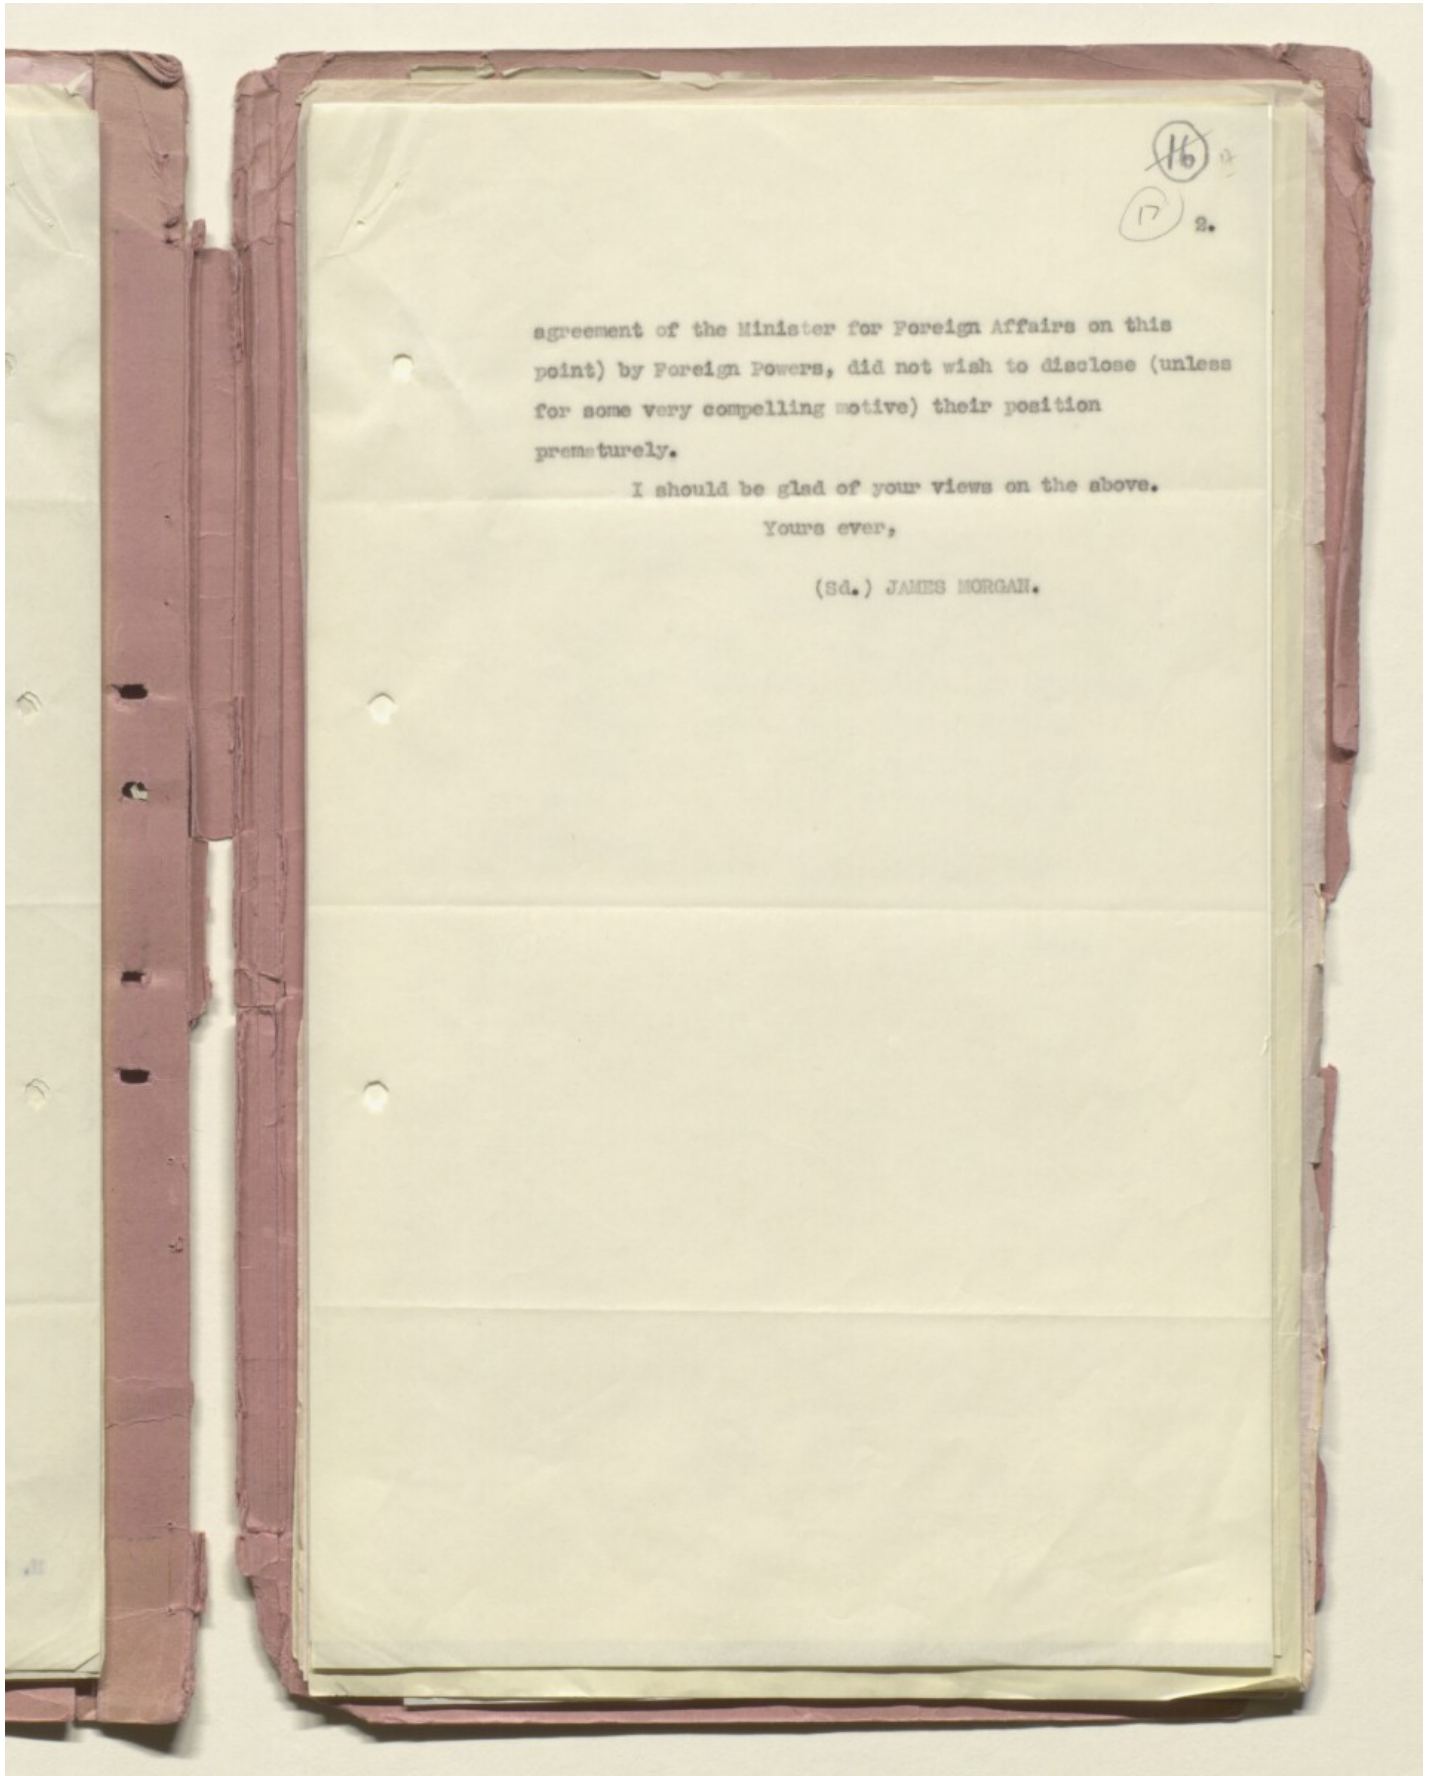 16
17
2.
agreement of the Minister for Foreign Affairs on this
point) by Foreign Powers, did not wish to disclose (unless
for some very compelling motive) their position
prematurely.
I should be glad of your views on the above.
Yours ever,
(Sd.) JAMES MORGAN.